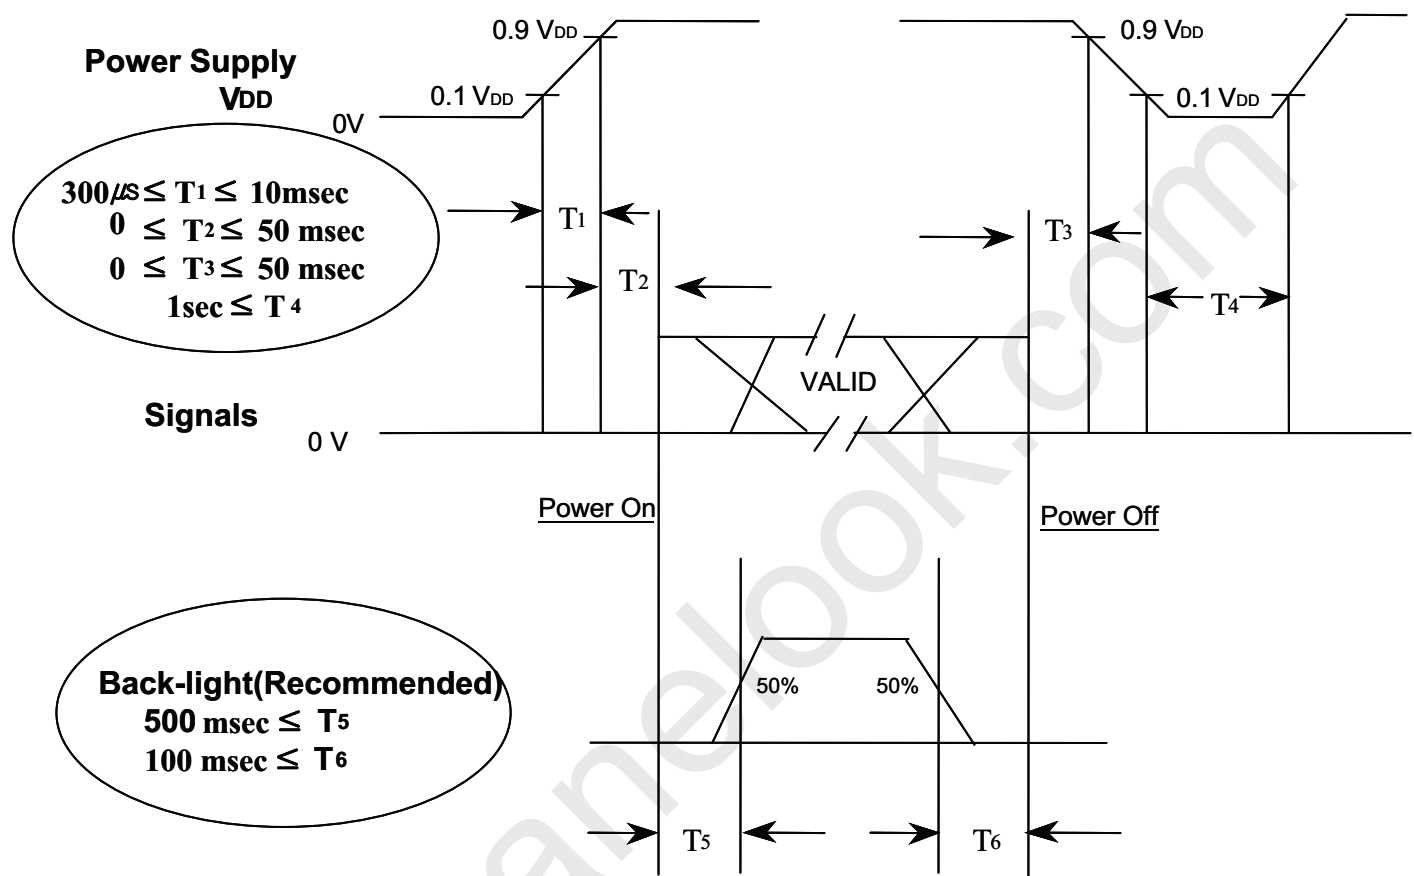 0.9 VDD
0.9 VDD
Power Supply
VDD
0.1 VDD
0.1 VDD
0V
300μs ≤ T1 ≤ 10msec
0 ≤ T2 ≤ 50 msec
0 ≤ T3 ≤ 50 msec
1sec ≤ T4
T1
T2
T3
T4
VALID
Signals
0 V
Power On
Power Off
Back-light(Recommended)
500 msec ≤ T5
100 msec ≤ T6
50%
50%
T5
T6
anelook.com